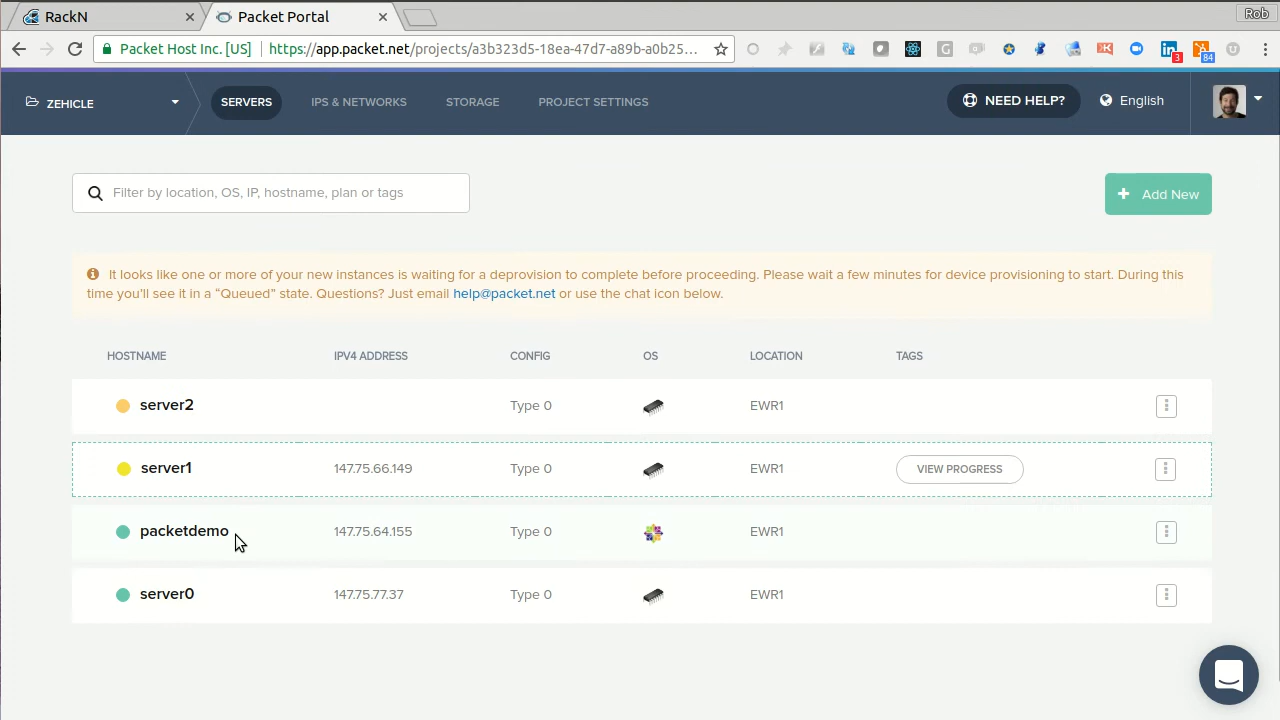 RackN
Packet Portal
Rob
Packet Host Inc. [US]
https://app.packet.net/projects/a3b323d5-18ea-47d7-a89b-a0b25...
3
84
ZEHICLE
SERVERS
IPS & NETWORKS
STORAGE
PROJECT SETTINGS
NEED HELP?
English
Filter by location, OS, IP, hostname, plan or tags
+ Add New
It looks like one or more of your new instances is waiting for a deprovision to complete before proceeding. Please wait a few minutes for device provisioning to start. During this
time you'll see it in a “Queued” state. Questions? Just email help@packet.net or use the chat icon below.
HOSTNAME IPV4 ADDRESS CONFIG OS LOCATION TAGS
server2 Type 0 EWR1
server1 147.75.66.149 Type 0 EWR1 VIEW PROGRESS
packetdemo 147.75.64.155 Type 0 EWR1
server0 147.75.77.37 Type 0 EWR1